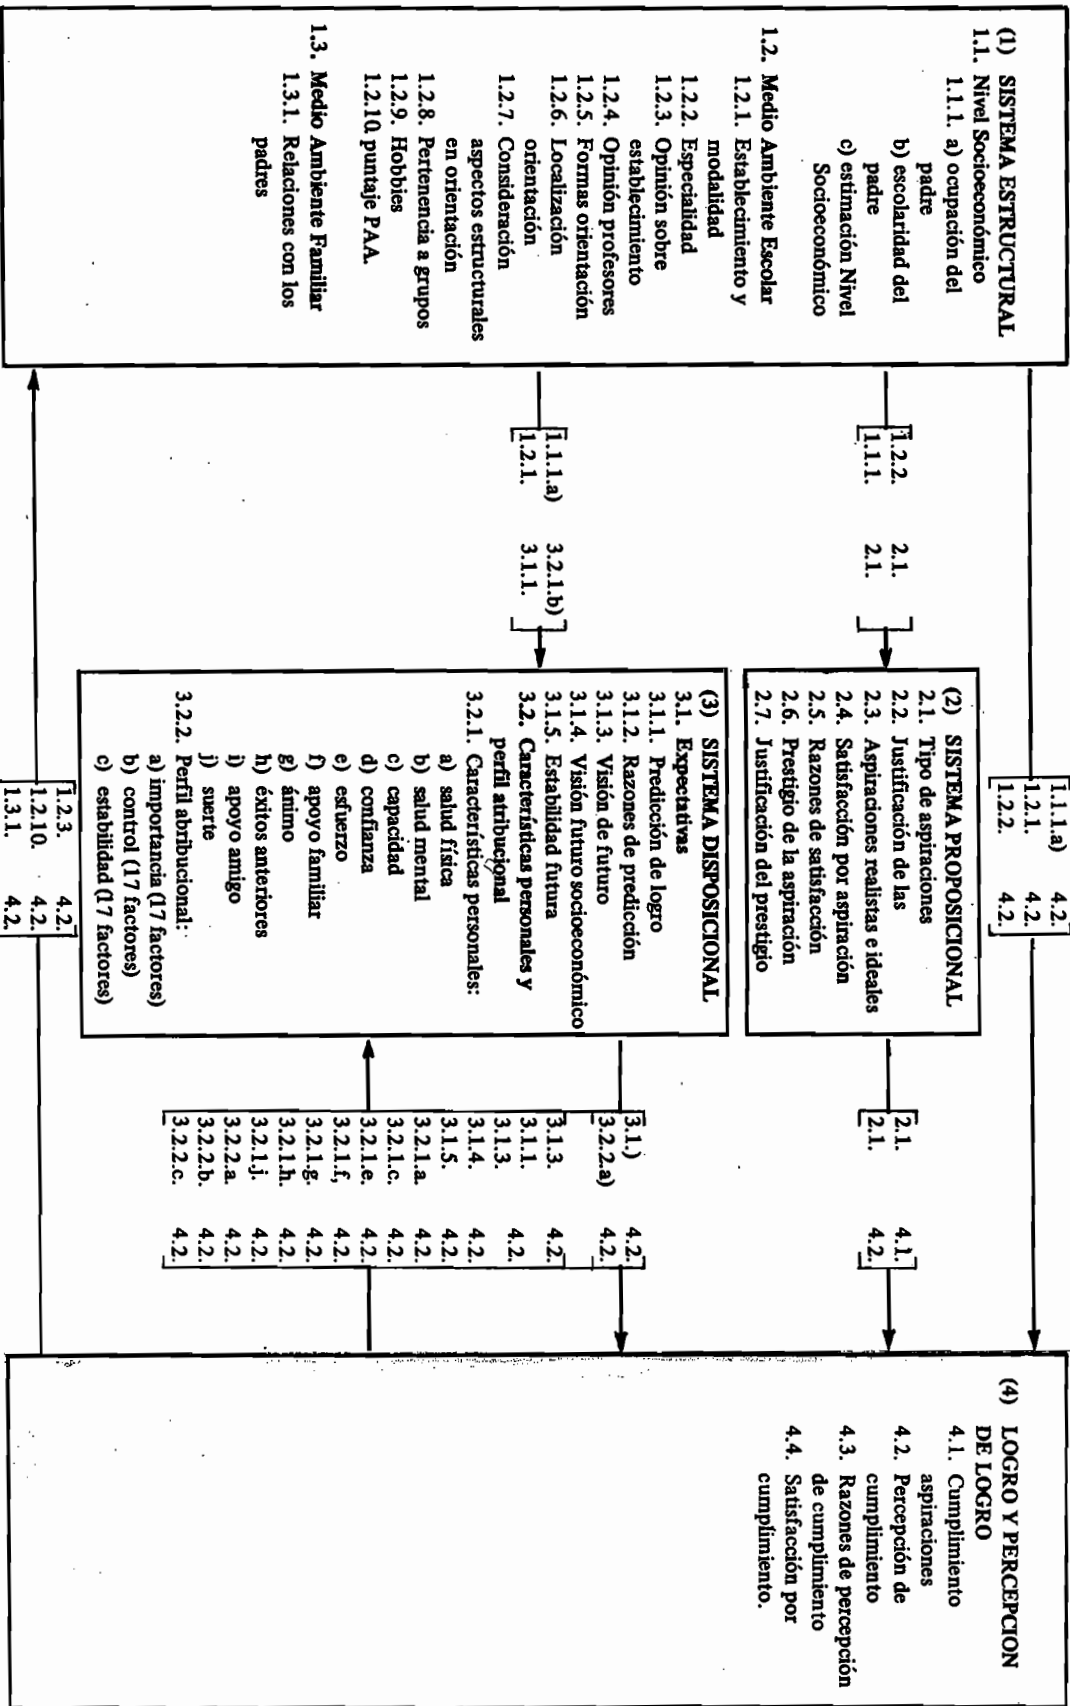 (1) SISTEMA ESTRUCTURAL
1.1. Nivel Socioeconómico
1.1.1. a) ocupación del
padre
b) escolaridad del
padre
c) estimación Nivel
Socioeconómico
1.2. Medio Ambiente Escolar
1.2.1. Establecimiento y
modalidad
1.2.2. Especialidad
1.2.3. Opinión sobre
establecimiento
1.2.4. Opinión profesores
1.2.5. Formas orientación
1.2.6. Localización
orientación
1.2.7. Consideración
aspectos estructurales
en orientación
1.2.8. Pertenencia a grupos
1.2.9. Hobbies
1.2.10. puntaje PAA.
1.3. Medio Ambiente Familiar
1.3.1. Relaciones con los
padres
1.1.1.a) 4.2.
1.2.1. 4.2.
1.2.2. 4.2.
1.2.2. 2.1.
1.1.1. 2.1.
1.1.1.a) 3.2.1.b)
1.2.1. 3.1.1.
(2) SISTEMA PROPOSICIONAL
2.1. Tipo de aspiraciones
2.2. Justificación de las
2.3. Aspiraciones realistas e ideales
2.4. Satisfacción por aspiración
2.5. Razones de satisfacción
2.6. Prestigio de la aspiración
2.7. Justificación del prestigio
(3) SISTEMA DISPOSICIONAL
3.1. Expectativas
3.1.1. Predicción de logro
3.1.2. Razones de predicción
3.1.3. Visión de futuro
3.1.4. Visión futuro socioeconómico
3.1.5. Estabilidad futura
3.2. Características personales y
perfil atribucional
3.2.1. Características personales:
a) salud física
b) salud mental
c) capacidad
d) confianza
e) esfuerzo
f) apoyo familiar
g) ánimo
h) éxitos anteriores
i) apoyo amigo
j) suerte
3.2.2. Perfil abribucional:
a) importancia (17 factores)
b) control (17 factores)
c) estabilidad (17 factores)
1.2.3. 4.2.
1.2.10. 4.2.
1.3.1. 4.2.
2.1. 4.1.
2.1. 4.2.
3.1.) 4.2.
3.2.2.a) 4.2.
3.1.3. 4.2.
3.1.1.
3.1.3. 4.2.
3.1.4. 4.2.
3.1.5. 4.2.
3.2.1.a. 4.2.
3.2.1.c. 4.2.
3.2.1.e. 4.2.
3.2.1.f, 4.2.
3.2.1.g. 4.2.
3.2.1.h. 4.2.
3.2.1.j. 4.2.
3.2.2.a. 4.2.
3.2.2.b. 4.2.
3.2.2.c. 4.2.
(4) LOGRO Y PERCEPCION
DE LOGRO
4.1. Cumplimiento
aspiraciones
4.2. Percepción de
cumplimiento
4.3. Razones de percepción
de cumplimiento
4.4. Satisfacción por
cumplimiento.